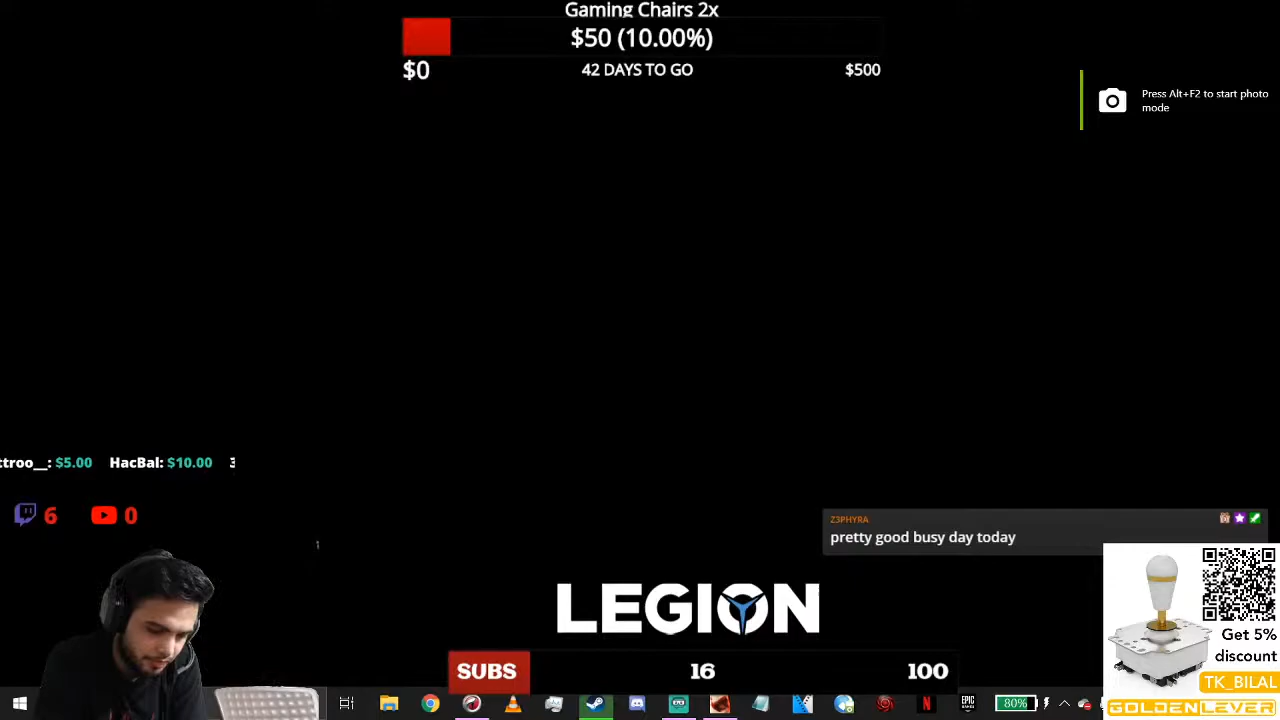 Gaming Chairs 2x
$50 (10.00%)
$0
42 DAYS TO GO
$500
Press Alt+F2 to start photo
mode
ttroo__: $5.00 HacBal: $10.00
6
0
Z3PHYRA
pretty good busy day today
LEGION
SUBS 16 100
Get 5%
discount
TK_BILAL
GOLDENLEVER
EPIC
80%